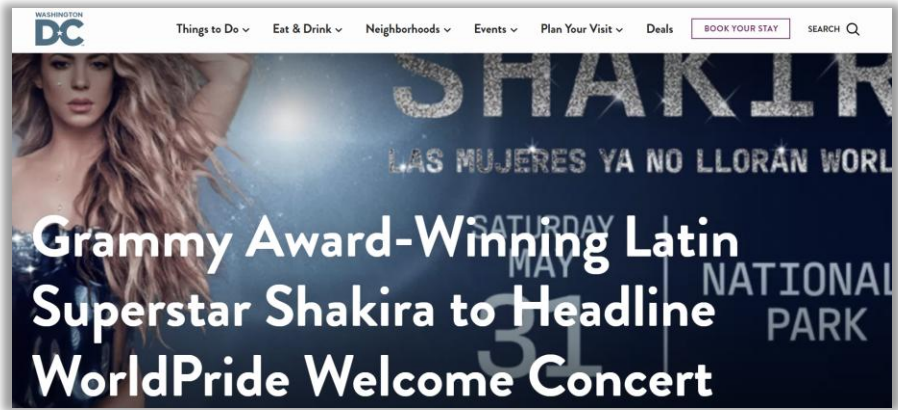 WASHINGTON
DC
Things to Do Eat & Drink Neighborhoods Events Plan Your Visit Deals BOOK YOUR STAY SEARCH
SHAKIR
LAS MUJERES YA NO LLORAN WORL
SATURDAY
MAY
31
NATIONAL
PARK
Grammy Award-Winning Latin
Superstar Shakira to Headline
WorldPride Welcome Concert